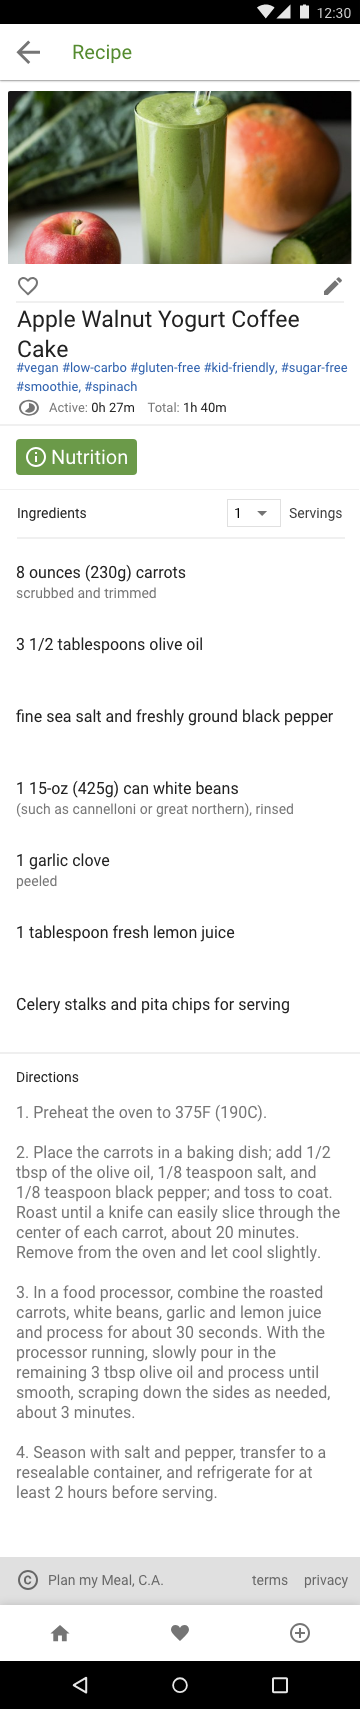 12:30
Recipe
Apple Walnut Yogurt Coffee
Cake
#vegan #low-carbo #gluten-free #kid-friendly, #sugar-free
#smoothie, #spinach
Active: 0h 27m Total: 1h 40m
Nutrition
Ingredients 1 Servings
8 ounces (230g) carrots
scrubbed and trimmed
3 1/2 tablespoons olive oil
fine sea salt and freshly ground black pepper
1 15-oz (425g) can white beans
(such as cannelloni or great northern), rinsed
1 garlic clove
peeled
1 tablespoon fresh lemon juice
Celery stalks and pita chips for serving
Directions
1. Preheat the oven to 375F (190C).
2. Place the carrots in a baking dish; add 1/2
tbsp of the olive oil, 1/8 teaspoon salt, and
1/8 teaspoon black pepper; and toss to coat.
Roast until a knife can easily slice through the
center of each carrot, about 20 minutes.
Remove from the oven and let cool slightly.
3. In a food processor, combine the roasted
carrots, white beans, garlic and lemon juice
and process for about 30 seconds. With the
processor running, slowly pour in the
remaining 3 tbsp olive oil and process until
smooth, scraping down the sides as needed,
about 3 minutes.
4. Season with salt and pepper, transfer to a
resealable container, and refrigerate for at
least 2 hours before serving.
© Plan my Meal, C.A. terms privacy